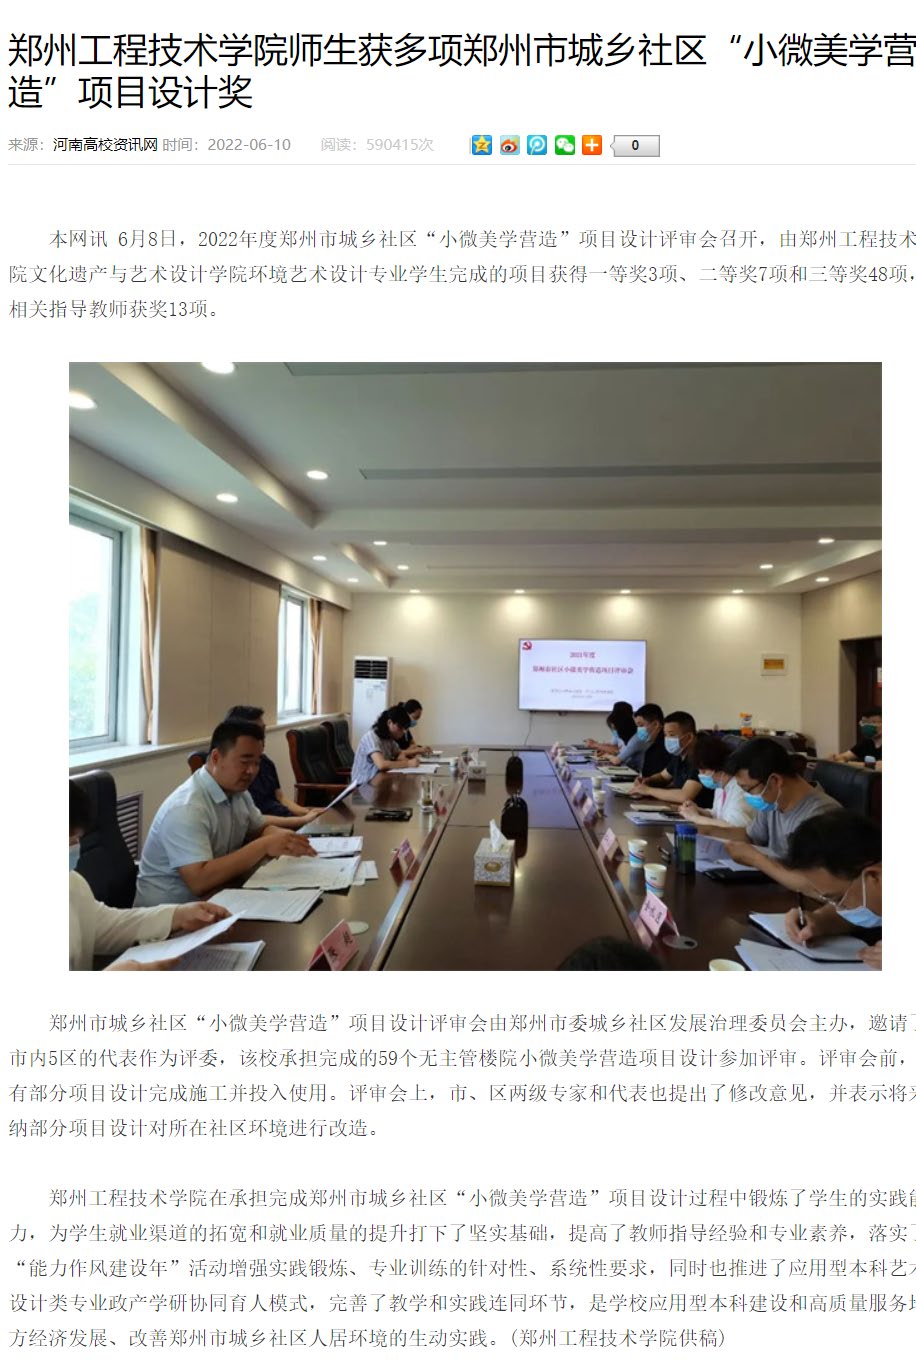 郑州工程技术学院师生获多项郑州市城乡社区“小微美学营
造”项目设计奖
来源：河南高校资讯网 时间：2022-06-10 阅读：590415次 0
本网讯 6月8日，2022年度郑州市城乡社区“小微美学营造”项目设计评审会召开，由郑州工程技术
院文化遗产与艺术设计学院环境艺术设计专业学生完成的项目获得一等奖3项、二等奖7项和三等奖48项，
相关指导教师获奖13项。
2021年度
郑州市社区小微美学营造项目评审会
郑州市城乡社区“小微美学营造”项目设计评审会由郑州市委城乡社区发展治理委员会主办，邀请了
市内5区的代表作为评委，该校承担完成的59个无主管楼院小微美学营造项目设计参加评审。评审会前，
有部分项目设计完成施工并投入使用。评审会上，市、区两级专家和代表也提出了修改意见，并表示将采
纳部分项目设计对所在社区环境进行改造。
郑州工程技术学院在承担完成郑州市城乡社区“小微美学营造”项目设计过程中锻炼了学生的实践能
力，为学生就业渠道的拓宽和就业质量的提升打下了坚实基础，提高了教师指导经验和专业素养，落实了
“能力作风建设年”活动增强实践锻炼、专业训练的针对性、系统性要求，同时也推进了应用型本科艺术
设计类专业政产学研协同育人模式，完善了教学和实践连同环节，是学校应用型本科建设和高质量服务地
方经济发展、改善郑州市城乡社区人居环境的生动实践。(郑州工程技术学院供稿)